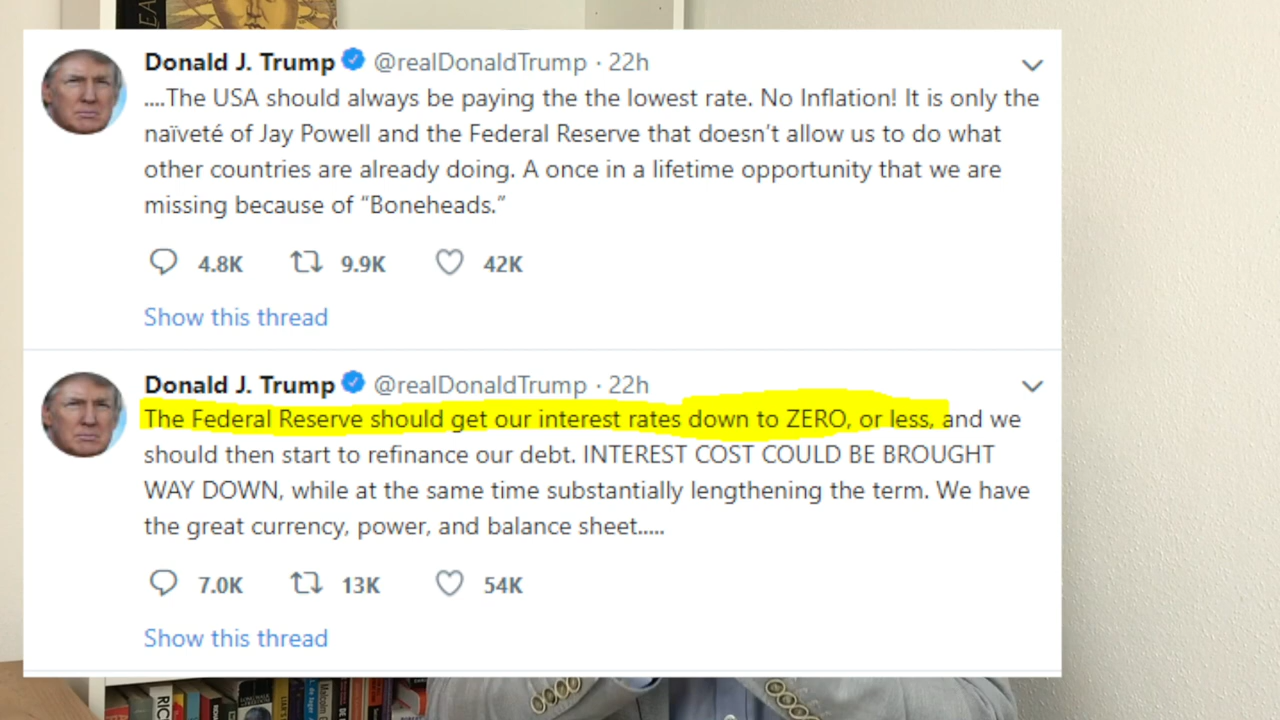 Donald J. Trump @realDonaldTrump · 22h
....The USA should always be paying the the lowest rate. No Inflation! It is only the
naïveté of Jay Powell and the Federal Reserve that doesn't allow us to do what
other countries are already doing. A once in a lifetime opportunity that we are
missing because of “Boneheads.”
4.8K 9.9K 42K
Show this thread
Donald J. Trump @realDonaldTrump · 22h
The Federal Reserve should get our interest rates down to ZERO, or less, and we
should then start to refinance our debt. INTEREST COST COULD BE BROUGHT
WAY DOWN, while at the same time substantially lengthening the term. We have
the great currency, power, and balance sheet.....
7.0K 13K 54K
Show this thread